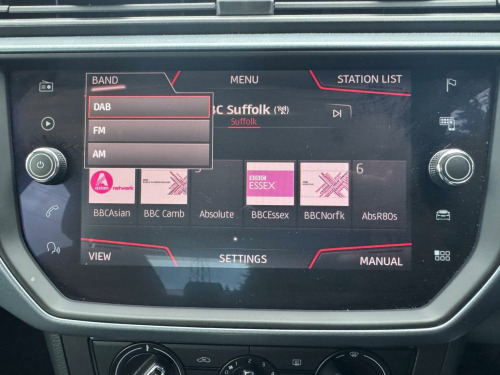 BAND MENU STATION LIST
DAB
BC Suffolk
Suffolk
FM
AM
6
asian network
BBC
ESSEX
BBCAsian BBC Camb Absolute BBCEssex BBCNorfk AbsR80s
VIEW SETTINGS MANUAL